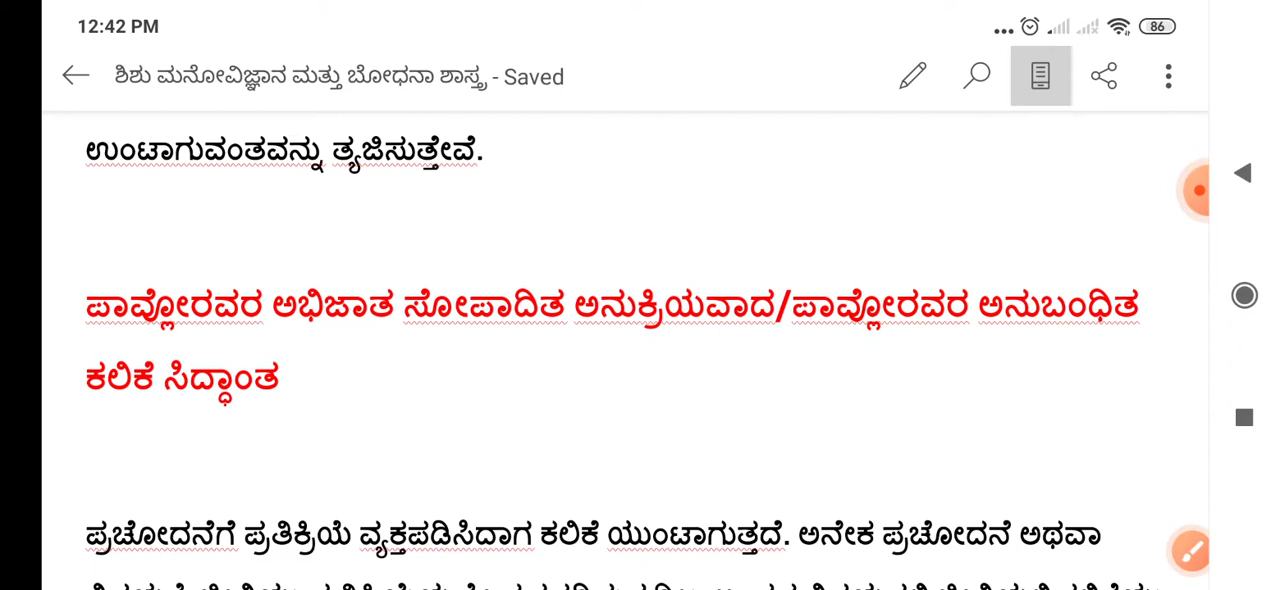 12:42 PM
86
ಶಿಶು ಮನೋವಿಜ್ಞಾನ ಮತ್ತು ಬೋಧನಾ ಶಾಸ್ತ್ರ - Saved
ಉಂಟಾಗುವಂತವನ್ನು ತ್ಯಜಿಸುತ್ತೇವೆ.
ಪಾವ್ಲೋರವರ ಅಭಿಜಾತ ಸೋಪಾದಿತ ಅನುಕ್ರಿಯವಾದ/ಪಾವ್ಲೋರವರ ಅನುಬಂಧಿತ
ಕಲಿಕೆ ಸಿದ್ಧಾಂತ
ಪ್ರಚೋದನೆಗೆ ಪ್ರತಿಕ್ರಿಯೆ ವ್ಯಕ್ತಪಡಿಸಿದಾಗ ಕಲಿಕೆ ಯುಂಟಾಗುತ್ತದೆ. ಅನೇಕ ಪ್ರಚೋದನೆ ಅಥವಾ